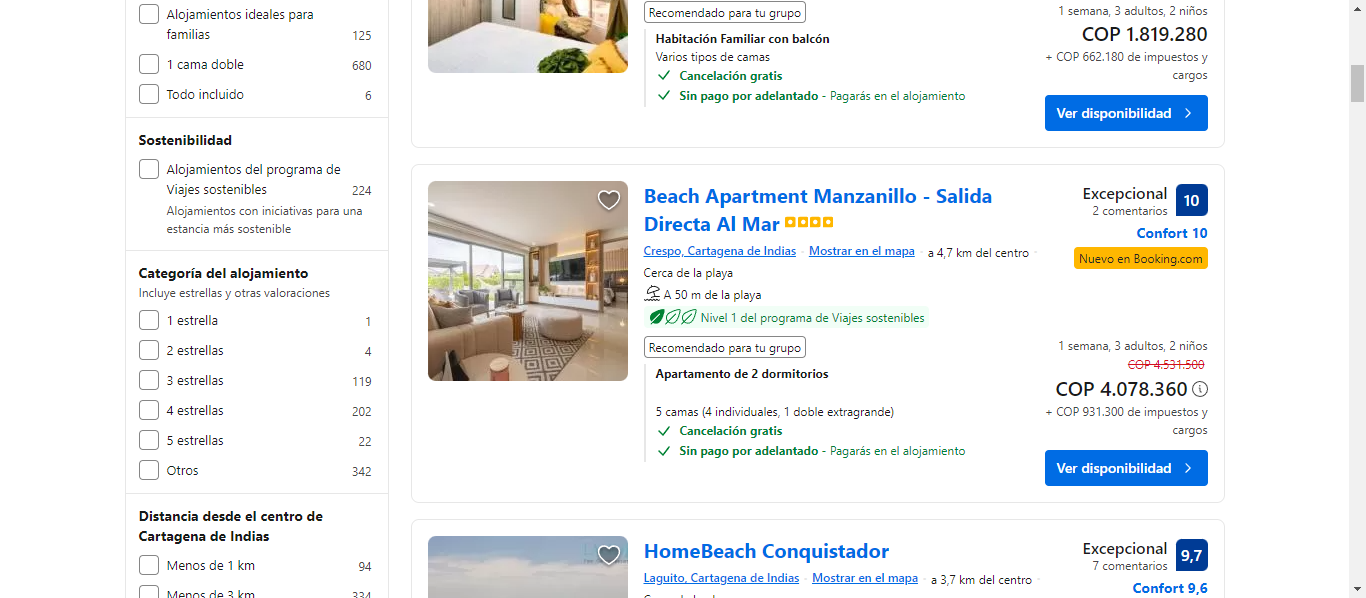 Alojamientos ideales para
familias
125
1 cama doble
680
Todo incluido
6
Sostenibilidad
Alojamientos del programa de
Viajes sostenibles
224
Alojamientos con iniciativas para una
estancia más sostenible
Categoría del alojamiento
Incluye estrellas y otras valoraciones
1 estrella
1
2 estrellas
4
3 estrellas
119
4 estrellas
202
5 estrellas
22
Otros
342
Distancia desde el centro de
Cartagena de Indias
Menos de 1 km
94
Menos de 3 km
334
Recomendado para tu grupo
Habitación Familiar con balcón
Varios tipos de camas
Cancelación gratis
Sin pago por adelantado - Pagarás en el alojamiento
1 semana, 3 adultos, 2 niños
COP 1.819.280
+ COP 662.180 de impuestos y
cargos
Ver disponibilidad
Beach Apartment Manzanillo - Salida
Directa Al Mar
Crespo, Cartagena de Indias · Mostrar en el mapa · a 4,7 km del centro ·
Cerca de la playa
A 50 m de la playa
Nivel 1 del programa de Viajes sostenibles
Excepcional
2 comentarios
10
Confort 10
Nuevo en Booking.com
Recomendado para tu grupo
Apartamento de 2 dormitorios
5 camas (4 individuales, 1 doble extragrande)
Cancelación gratis
Sin pago por adelantado - Pagarás en el alojamiento
1 semana, 3 adultos, 2 niños
COP 4.531.500
COP 4.078.360
+ COP 931.300 de impuestos y
cargos
Ver disponibilidad
HomeBeach Conquistador
Laguito, Cartagena de Indias · Mostrar en el mapa · a 3,7 km del centro ·
Excepcional
7 comentarios
9,7
Confort 9,6